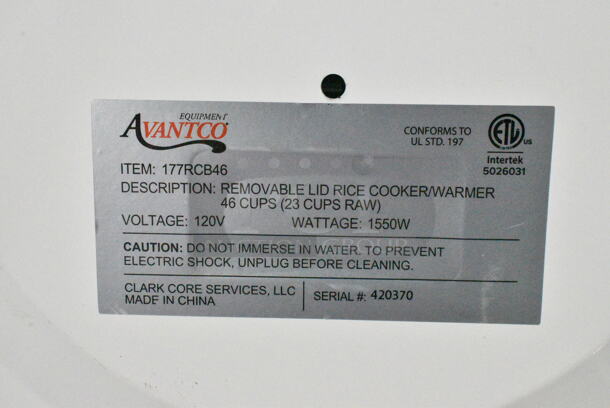 EQUIPMENT
AVANTCO
CONFORMS TO
UL STD. 197
ETL us
Intertek
5026031
ITEM: 177RCB46
DESCRIPTION: REMOVABLE LID RICE COOKER/WARMER
46 CUPS (23 CUPS RAW)
VOLTAGE: 120V WATTAGE: 1550W
CAUTION: DO NOT IMMERSE IN WATER. TO PREVENT
ELECTRIC SHOCK, UNPLUG BEFORE CLEANING.
CLARK CORE SERVICES, LLC
MADE IN CHINA
SERIAL #: 420370